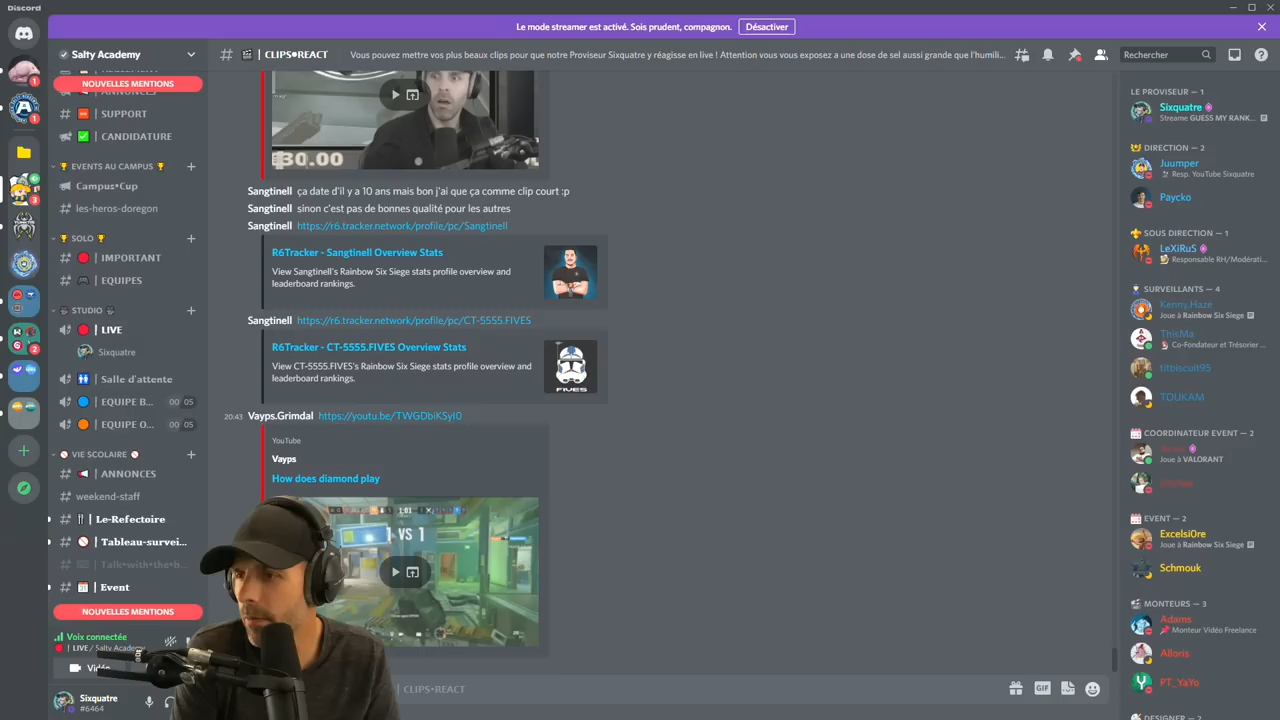 Discord
Le mode streamer est activé. Sois prudent, compagnon.
Désactiver
Salty Academy
# | CLIPS•REACT
Vous pouvez mettre vos plus beaux clips pour que notre Proviseur Sixquatre y réagisse en live ! Attention vous vous exposez a une dose de sel aussi grande que l'humili...
Rechercher
NOUVELLES MENTIONS
ANNONCES
# | SUPPORT
| CANDIDATURE
EVENTS AU CAMPUS
Campus•Cup
# les-heros-doregon
SOLO
# | IMPORTANT
# | EQUIPES
STUDIO
| LIVE
Sixquatre
| Salle d'attente
| EQUIPE B... 00 05
| EQUIPE O... 00 05
VIE SCOLAIRE
# | ANNONCES
# weekend-staff
# | Le-Refectoire
# | Tableau-survei...
# | Talk•with•the•b...
# | Event
NOUVELLES MENTIONS
Voix connectée
LIVE / Salty Academy
Vidéo
Sixquatre
#6464
30.00
Sangtinell ça date d'il y a 10 ans mais bon j'ai que ça comme clip court :p
Sangtinell sinon c'est pas de bonnes qualité pour les autres
Sangtinell https://r6.tracker.network/profile/pc/Sangtinell
R6Tracker - Sangtinell Overview Stats
View Sangtinell's Rainbow Six Siege stats profile overview and
leaderboard rankings.
Sangtinell https://r6.tracker.network/profile/pc/CT-5555.FIVES
R6Tracker - CT-5555.FIVES Overview Stats
View CT-5555.FIVES's Rainbow Six Siege stats profile overview and
leaderboard rankings.
FIVES
20:43 Vayps.Grimdal https://youtu.be/TWGDbiKSyI0
YouTube
Vayps
How does diamond play
1:01
1 VS 1
| CLIPS•REACT
GIF
LE PROVISEUR — 1
Sixquatre
Streame GUESS MY RANK...
DIRECTION — 2
Juumper
Resp. YouTube Sixquatre
Paycko
SOUS DIRECTION — 1
LeXiRuS
Responsable RH/Modérati...
SURVEILLANTS — 4
Kenny.Haze
Joue à Rainbow Six Siege
ThisMa
Co-Fondateur et Trésorier ...
titbiscuit95
TOUKAM
COORDINATEUR EVENT — 2
Joue à VALORANT
EVENT — 2
Excelsi0re
Joue à Rainbow Six Siege
Schmouk
MONTEURS — 3
Adams
Monteur Vidéo Freelance
Alloris
PT_YaYo